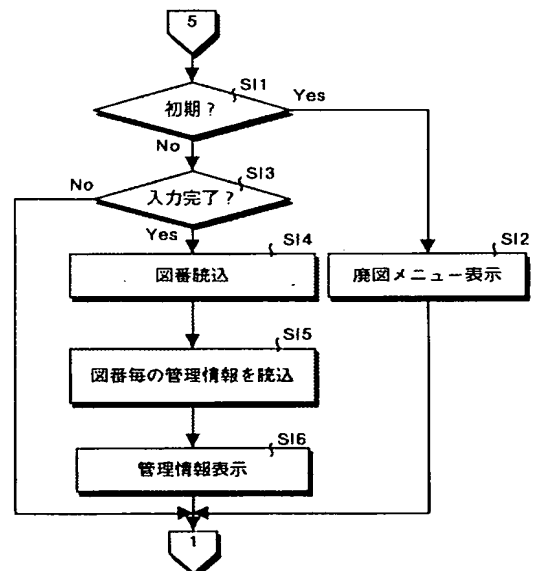 5
SI1
初期？
Yes
No
SI3
No
入力完了？
Yes
SI4
図番読込
SI2
廃図メニュー表示
SI5
図番毎の管理情報を読込
SI6
管理情報表示
1